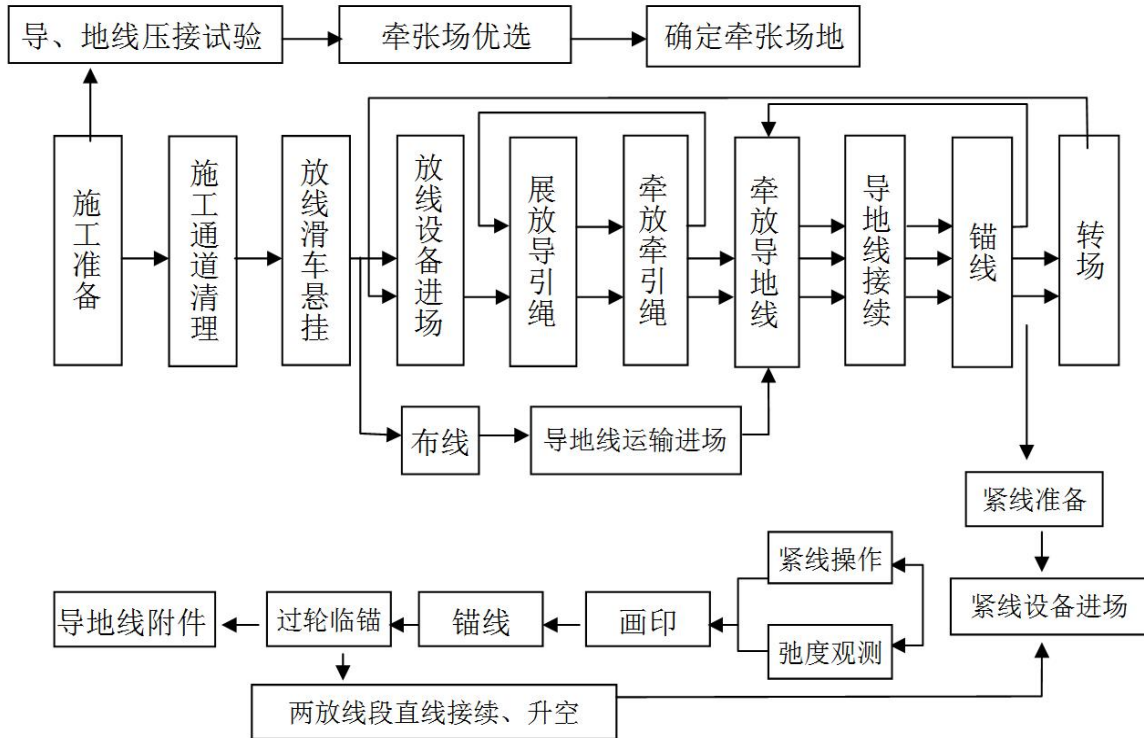 导、地线压接试验
牵张场优选
确定牵张场地
施工准备
施工通道清理
放线滑车悬挂
放线设备进场
展放导引绳
牵放牵引绳
牵放导地线
导地线接续
锚线
转场
布线
导地线运输进场
紧线准备
紧线操作
导地线附件
过轮临锚
锚线
画印
紧线设备进场
弛度观测
两放线段直线接续、升空